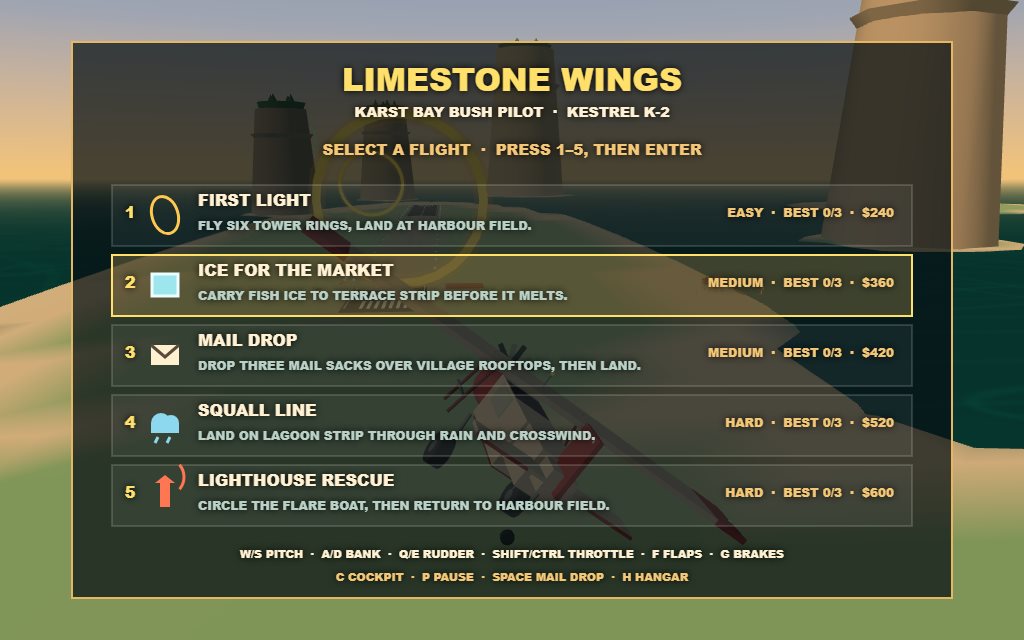 LIMESTONE WINGS
KARST BAY BUSH PILOT · KESTREL K-2
SELECT A FLIGHT · PRESS 1–5, THEN ENTER
1 FIRST LIGHT
FLY SIX TOWER RINGS, LAND AT HARBOUR FIELD.
EASY · BEST 0/3 · $240
2 ICE FOR THE MARKET
CARRY FISH ICE TO TERRACE STRIP BEFORE IT MELTS.
MEDIUM · BEST 0/3 · $360
3 MAIL DROP
DROP THREE MAIL SACKS OVER VILLAGE ROOFTOPS, THEN LAND.
MEDIUM · BEST 0/3 · $420
4 SQUALL LINE
LAND ON LAGOON STRIP THROUGH RAIN AND CROSSWIND.
HARD · BEST 0/3 · $520
5 LIGHTHOUSE RESCUE
CIRCLE THE FLARE BOAT, THEN RETURN TO HARBOUR FIELD.
HARD · BEST 0/3 · $600
W/S PITCH · A/D BANK · Q/E RUDDER · SHIFT/CTRL THROTTLE · F FLAPS · G BRAKES
C COCKPIT · P PAUSE · SPACE MAIL DROP · H HANGAR